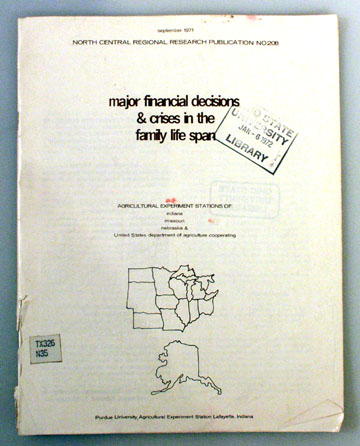 september 1971
NORTH CENTRAL REGIONAL RESEARCH PUBLICATION NO.208
major financial decisions
& crises in the
family life span
OHIO STATE
UNIVERSITY
JAN -6 1972
LIBRARY
AGRICULTURAL EXPERIMENT STATIONS OF:
indiana
missouri
nebraska &
United States department of agriculture cooperating
TX326
N35
Purdue University, Agricultural Experiment Station Lafayette, Indiana